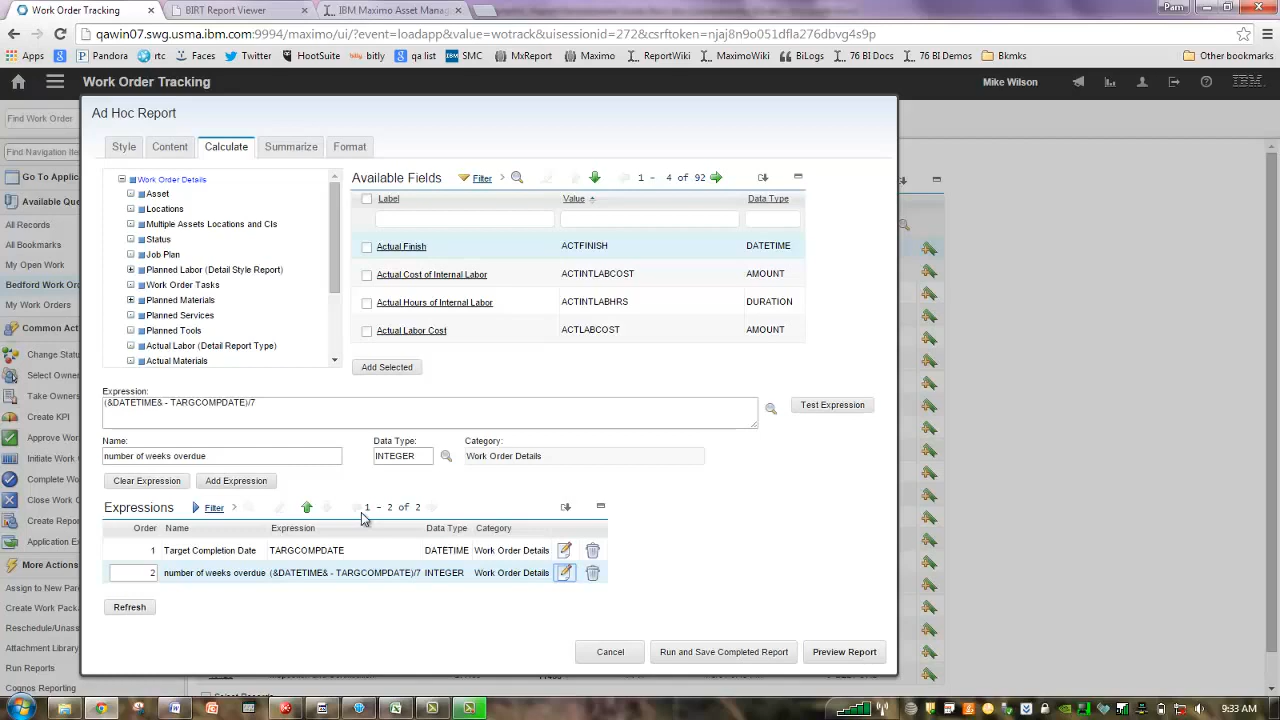 Work Order Tracking
BIRT Report Viewer
IBM Maximo Asset Mana
Pam
qawin07.swg.usma.ibm.com:9994/maximo/ui/?event=loadapp&value=wotrack&uisessionid=272&csrftoken=njaj8n9o051dfla276dbvg4s9p
Apps
Pandora
rtc
Faces
Twitter
HootSuite
bitly
qa list
SMC
MxReport
Maximo
ReportWiki
MaximoWiki
BiLogs
76 BI Docs
76 BI Demos
Bkmks
Other bookmarks
Work Order Tracking
Mike Wilson
IBM
Find Work Order
Find Navigation Ite
Go To Applic
Available Que
All Records
All Bookmarks
My Open Work
Bedford Work Ord
My Work Orders
Common Act
Change Statu
Select Owner
Take Owners
Create KPI
Approve Wor
Initiate Work
Complete Wo
Close Work O
Create Repor
Application Ex
More Actions
Assign to New Par
Create Work Packa
Reschedule/Unass
Attachment Library
Run Reports
Cognos Reporting
Ad Hoc Report
Style
Content
Calculate
Summarize
Format
Work Order Details
Asset
Locations
Multiple Assets Locations and CIs
Status
Job Plan
Planned Labor (Detail Style Report)
Work Order Tasks
Planned Materials
Planned Services
Planned Tools
Actual Labor (Detail Report Type)
Actual Materials
Available Fields
Filter
1 - 4 of 92
Label
Value
Data Type
Actual Finish ACTFINISH DATETIME
Actual Cost of Internal Labor ACTINTLABCOST AMOUNT
Actual Hours of Internal Labor ACTINTLABHRS DURATION
Actual Labor Cost ACTLABCOST AMOUNT
Add Selected
Expression:
(&DATETIME& - TARGCOMPDATE)/7
Test Expression
Name:
Data Type:
Category:
number of weeks overdue
INTEGER
Work Order Details
Clear Expression
Add Expression
Expressions
Filter
1 - 2 of 2
Order Name Expression Data Type Category
1 Target Completion Date TARGCOMPDATE DATETIME Work Order Details
2 number of weeks overdue (&DATETIME& - TARGCOMPDATE)/7 INTEGER Work Order Details
Refresh
Cancel
Run and Save Completed Report
Preview Report
Select Records
9:33 AM